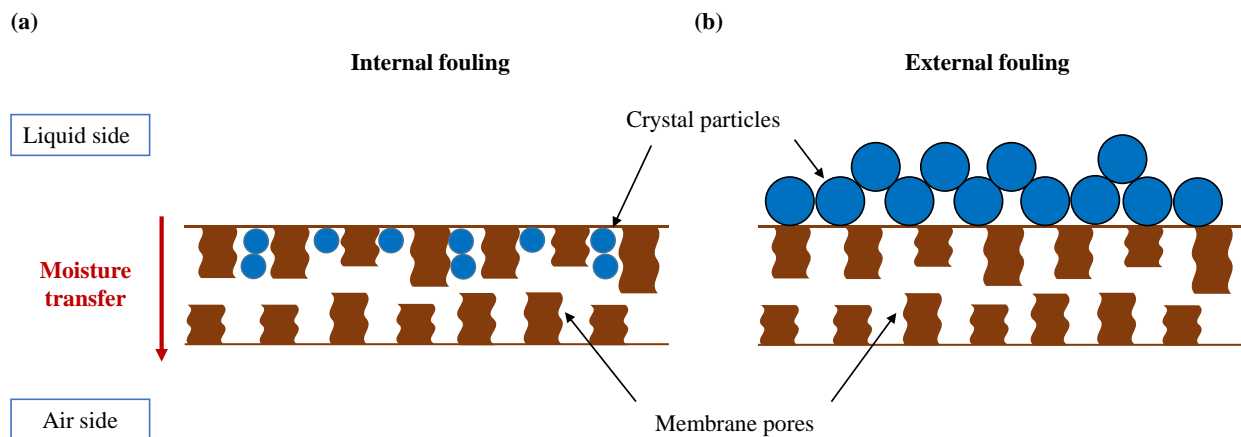 (a)
(b)
Internal fouling
External fouling
Liquid side
Crystal particles
Moisture
transfer
Air side
Membrane pores